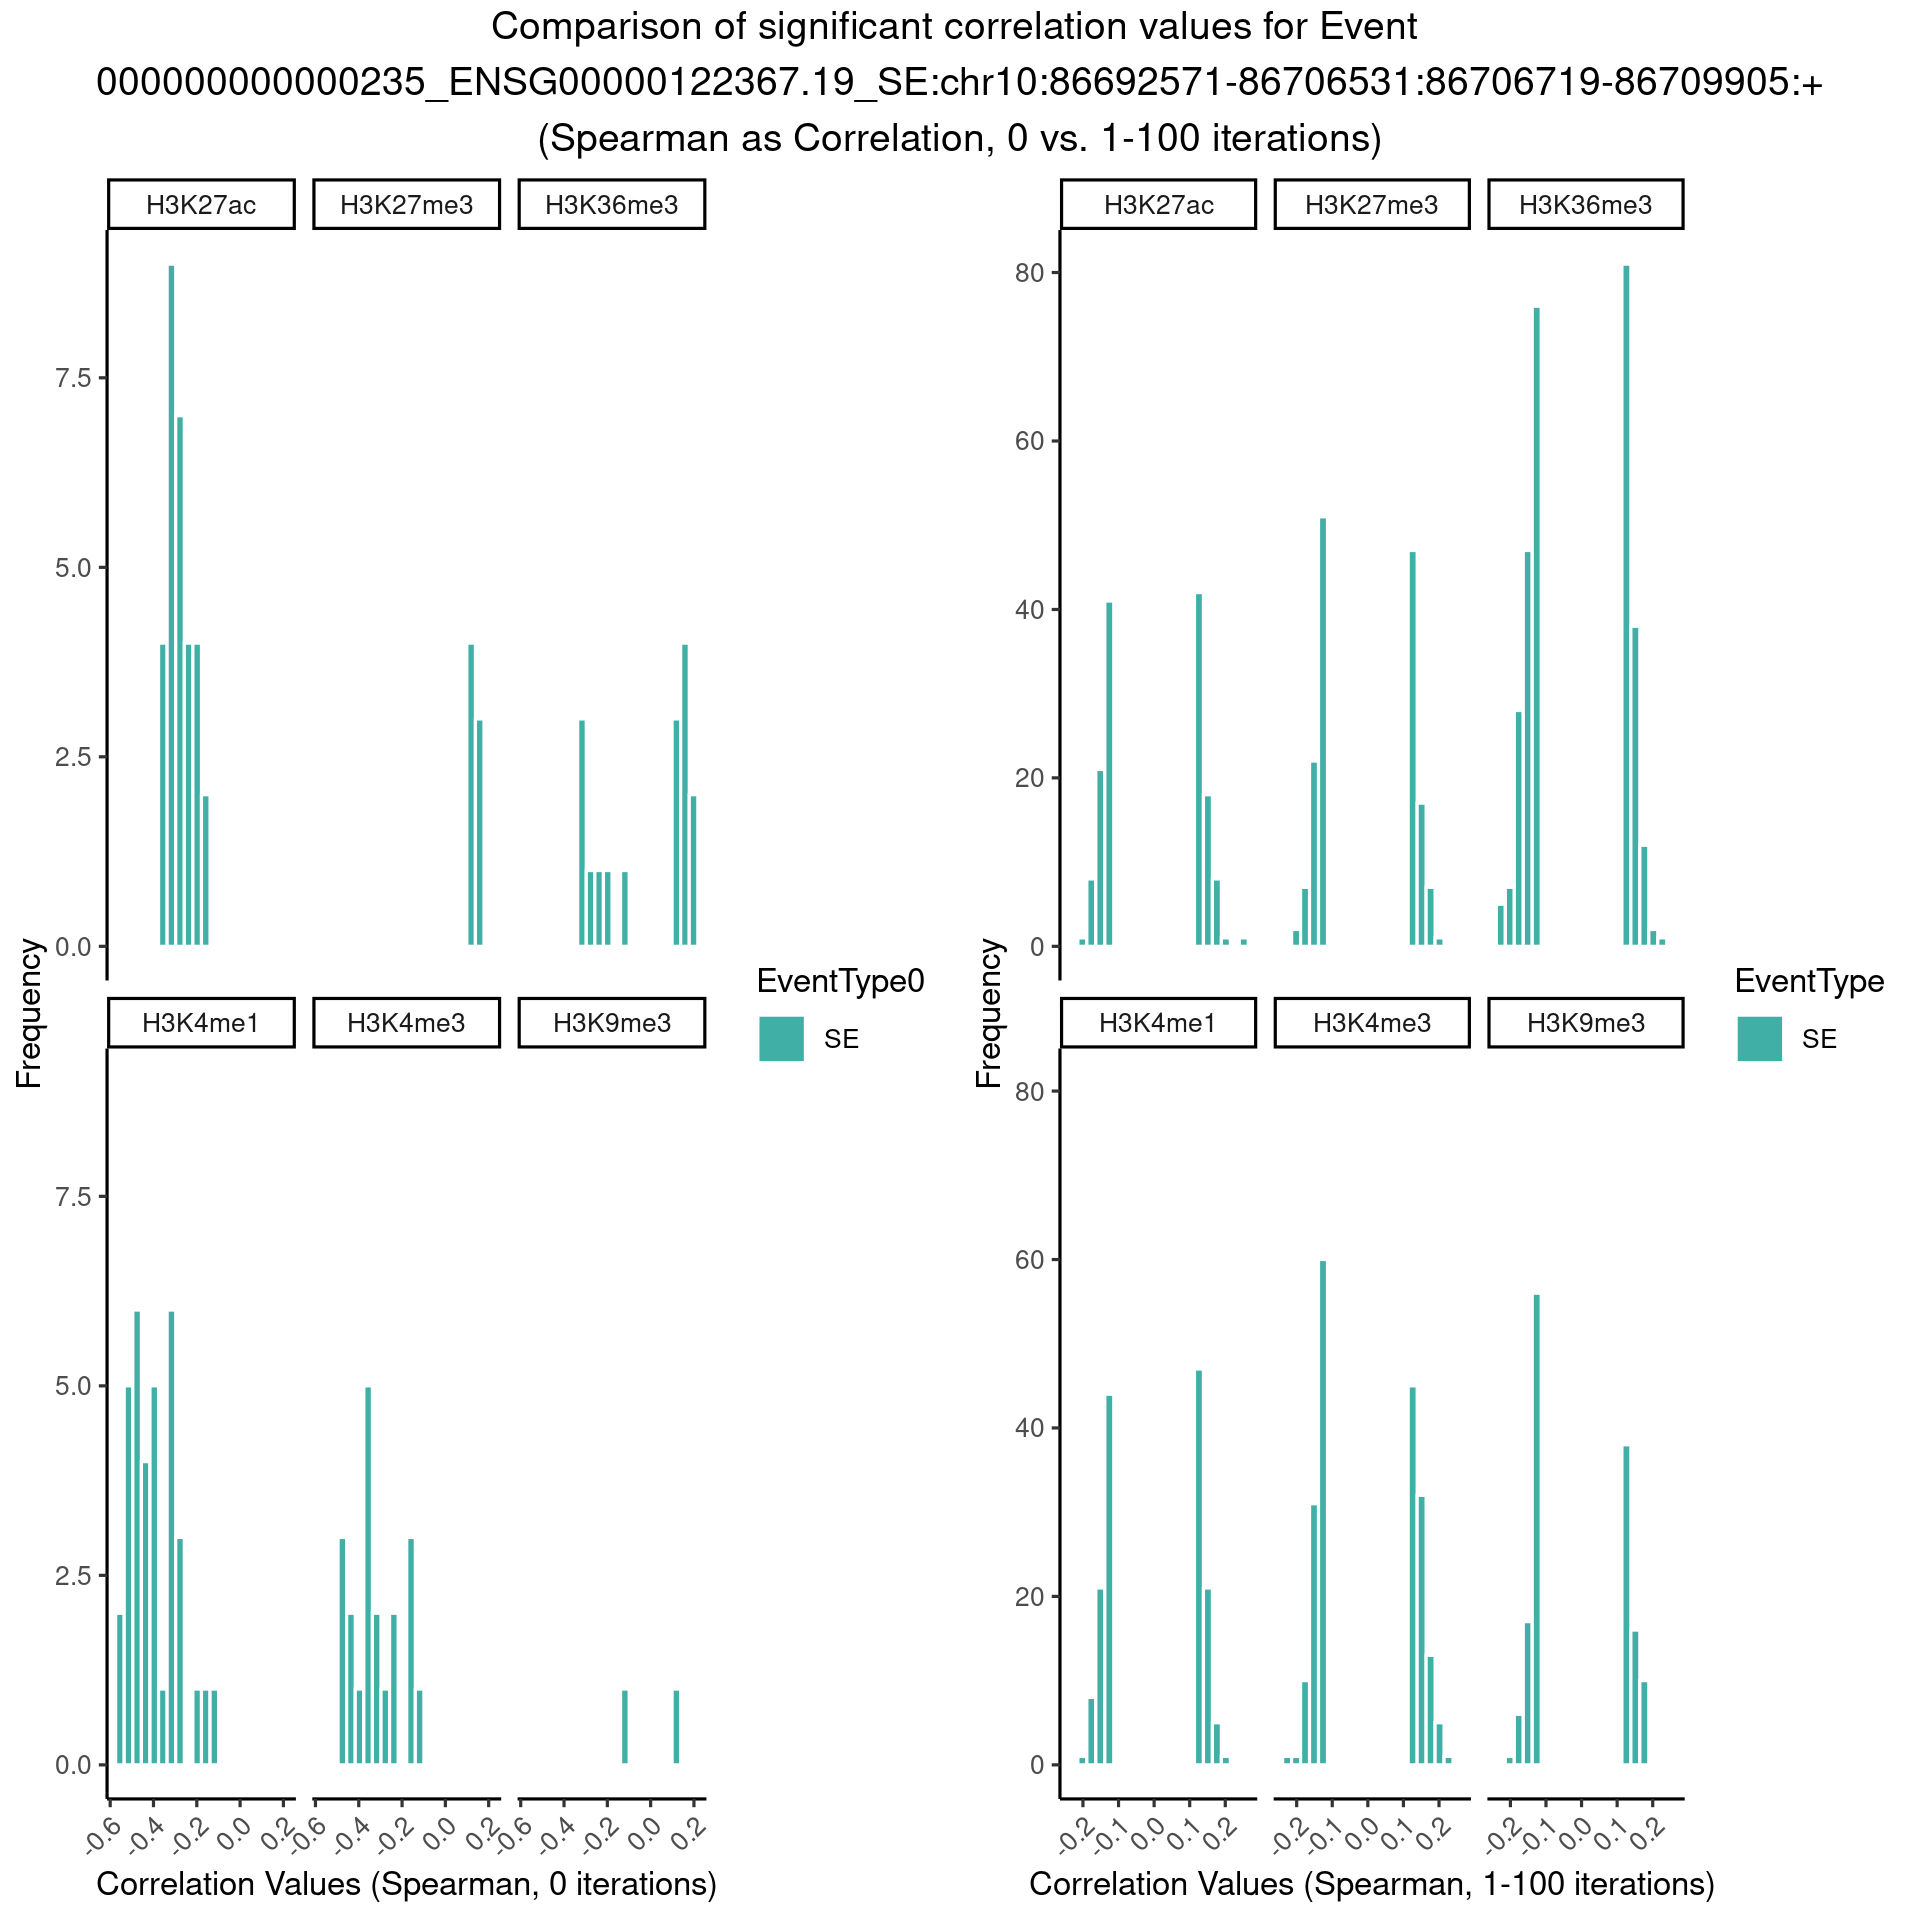 Comparison of significant correlation values for Event
000000000000235_ENSG00000122367.19_SE:chr10:86692571-86706531:86706719-86709905:+
(Spearman as Correlation, 0 vs. 1-100 iterations)
H3K27ac H3K27me3 H3K36me3
7.5
5.0
2.5
0.0
Frequency
H3K4me1 H3K4me3 H3K9me3
7.5
5.0
2.5
0.0
-0.6 -0.4 -0.2 0.0 0.2 -0.6 -0.4 -0.2 0.0 0.2 -0.6 -0.4 -0.2 0.0 0.2
Correlation Values (Spearman, 0 iterations)
EventType0
SE
H3K27ac H3K27me3 H3K36me3
80
60
40
20
0
Frequency
H3K4me1 H3K4me3 H3K9me3
80
60
40
20
0
-0.2 -0.1 0.0 0.1 0.2 -0.2 -0.1 0.0 0.1 0.2 -0.2 -0.1 0.0 0.1 0.2
Correlation Values (Spearman, 1-100 iterations)
EventType
SE